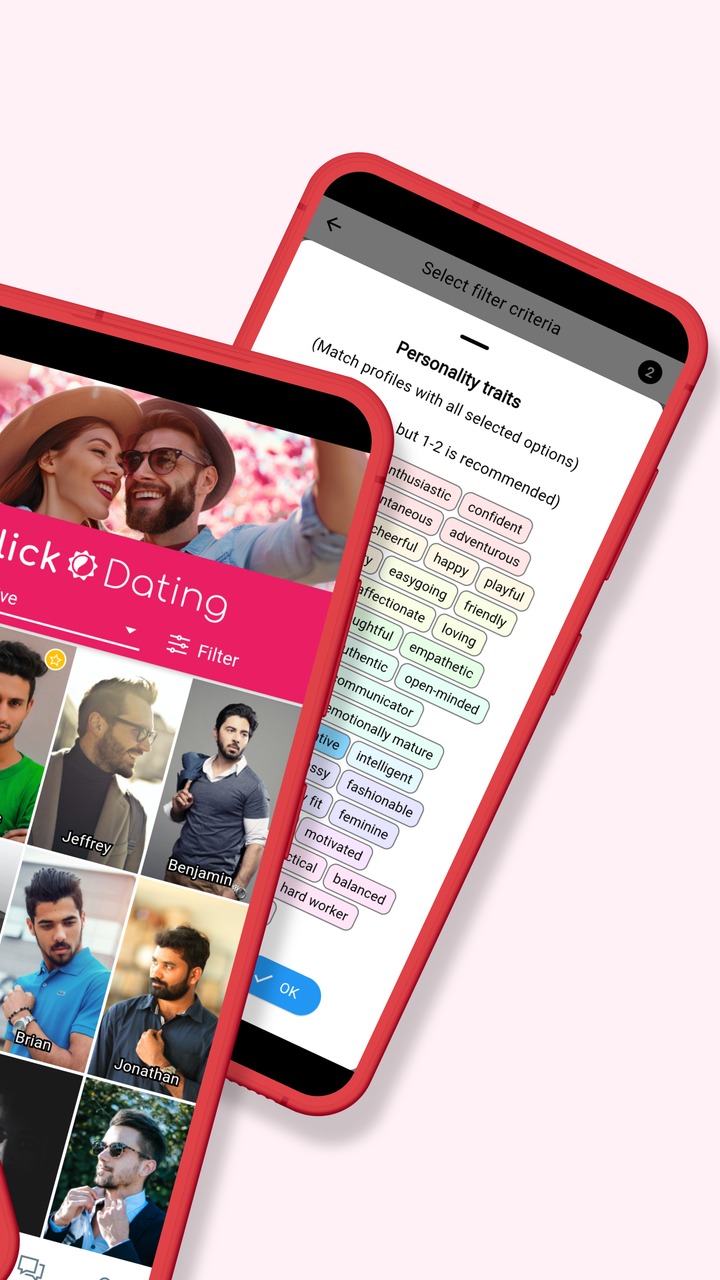 Select filter criteria
2
Personality traits
(Match profiles with all selected options)
but 1-2 is recommended)
nthusiastic confident
ntaneous adventurous
cheerful happy playful
y easygoing friendly
affectionate loving
ughtful empathetic
uthentic open-minded
ommunicator
emotionally mature
ntive intelligent
ssy fashionable
y fit feminine
motivated
ctical balanced
hard worker
OK
lick Dating
ve
Filter
Jeffrey
Benjamin
Brian
Jonathan